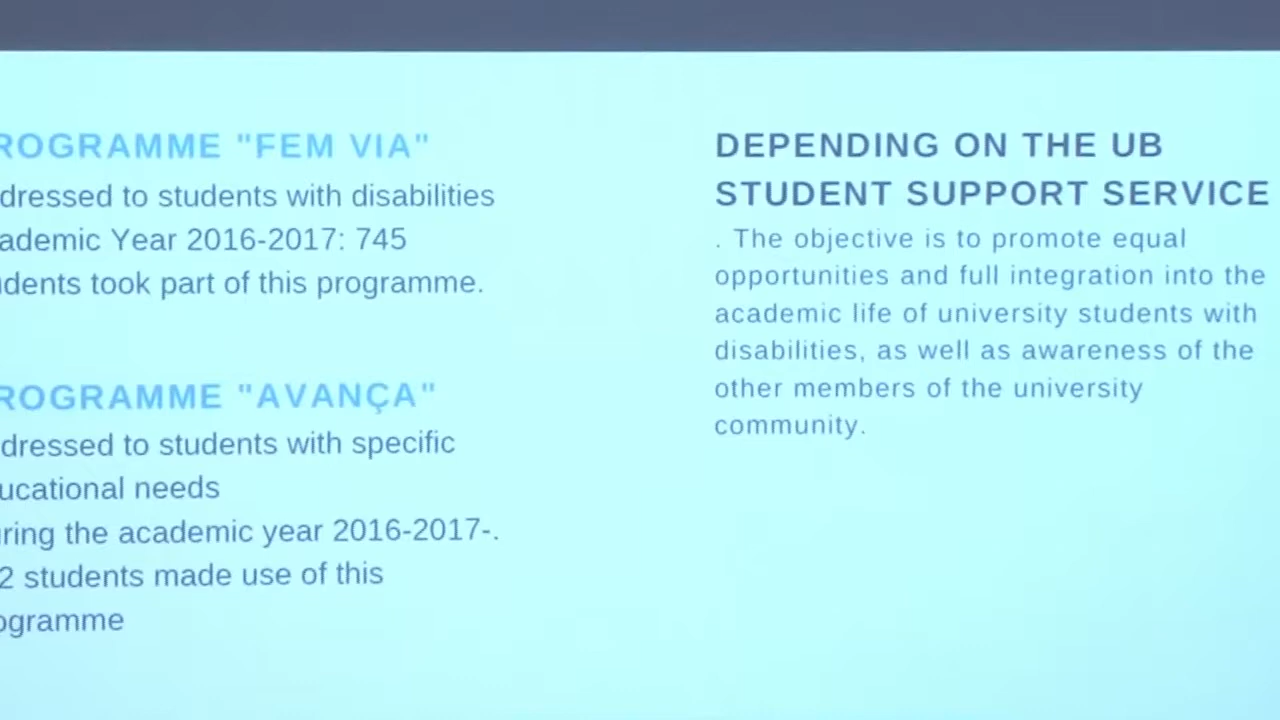 ROGRAMME "FEM VIA"
dressed to students with disabilities
ademic Year 2016-2017: 745
udents took part of this programme.
ROGRAMME "AVANÇA"
dressed to students with specific
ucational needs
uring the academic year 2016-2017-.
2 students made use of this
ogramme
DEPENDING ON THE UB
STUDENT SUPPORT SERVICE
. The objective is to promote equal
opportunities and full integration into the
academic life of university students with
disabilities, as well as awareness of the
other members of the university
community.